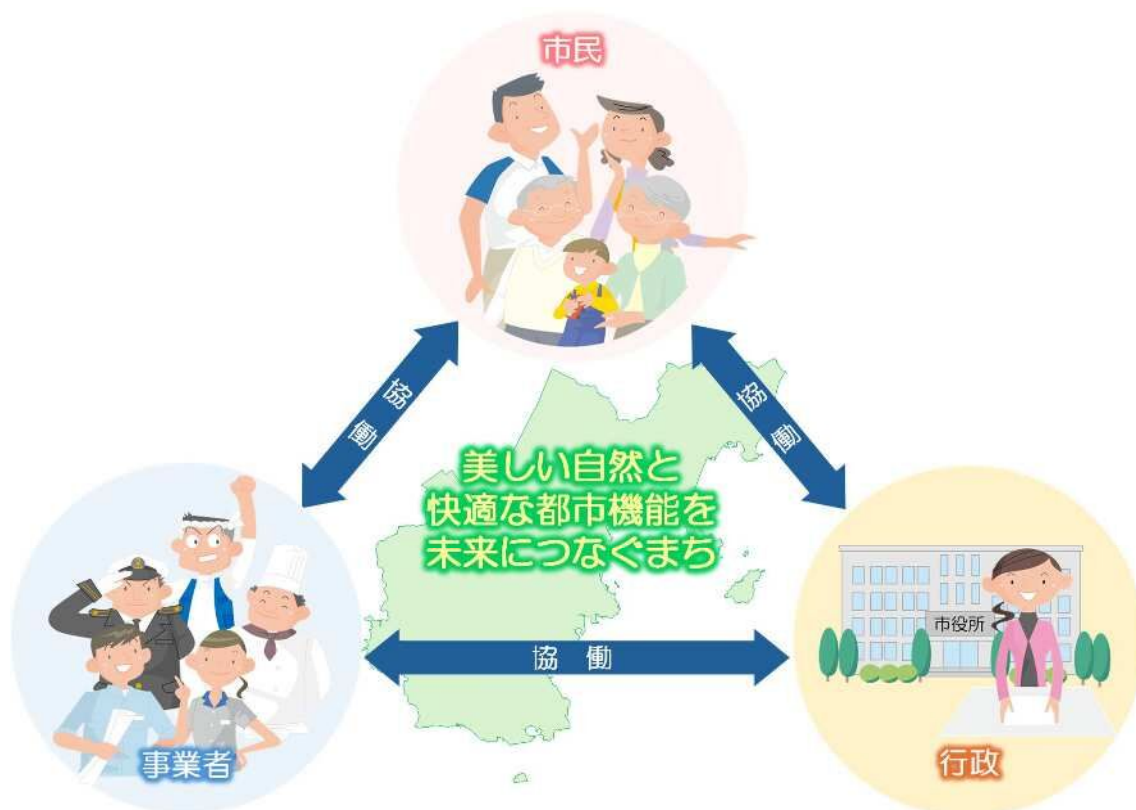 市民
協働
協働
美しい自然と
快適な都市機能を
未来につなぐまち
市役所
協働
事業者
行政